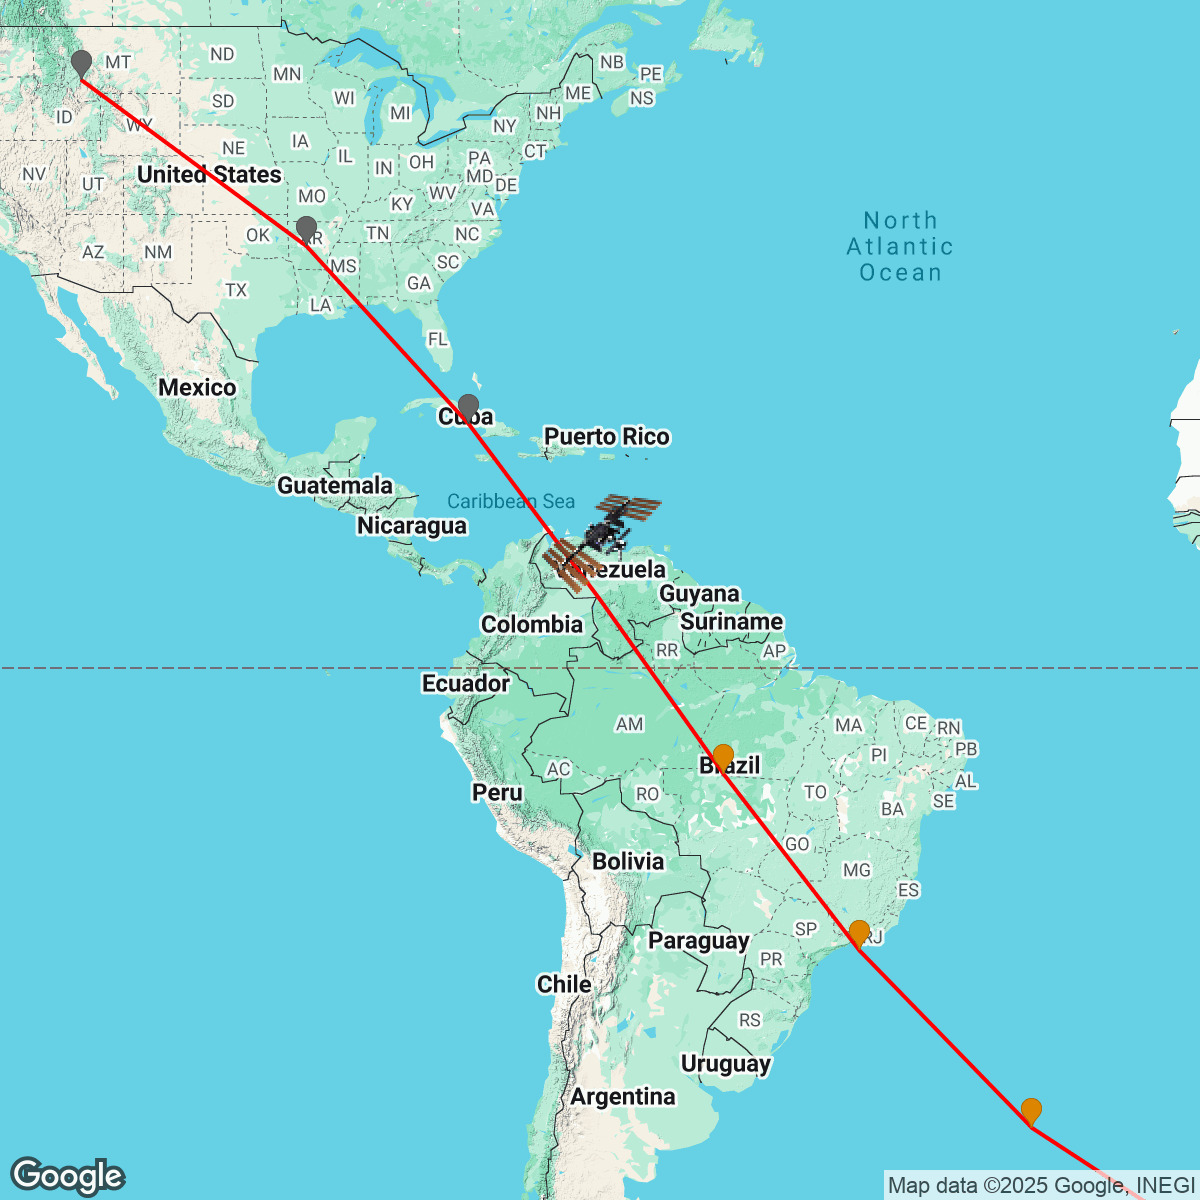 MT
ND
MN
NB
PE
ME
NS
SD
WI
MI
NH
ID
WY
NY
IA
NE
CT
IL
IN
OH
PA
NV
United States
MD
UT
DE
MO
KY
WV
VA
North
Atlantic
Ocean
OK
AR
TN
NC
AZ
NM
MS
SC
TX
GA
LA
FL
Mexico
Cuba
Puerto Rico
Guatemala
Caribbean Sea
Nicaragua
Venezuela
Guyana
Colombia
Suriname
RR
AP
Ecuador
AM
MA
CE
RN
PB
PI
Brazil
AC
AL
Peru
RO
TO
SE
BA
GO
Bolivia
MG
ES
SP
RJ
Paraguay
PR
Chile
RS
Uruguay
Argentina
Google
Map data ©2025 Google, INEGI